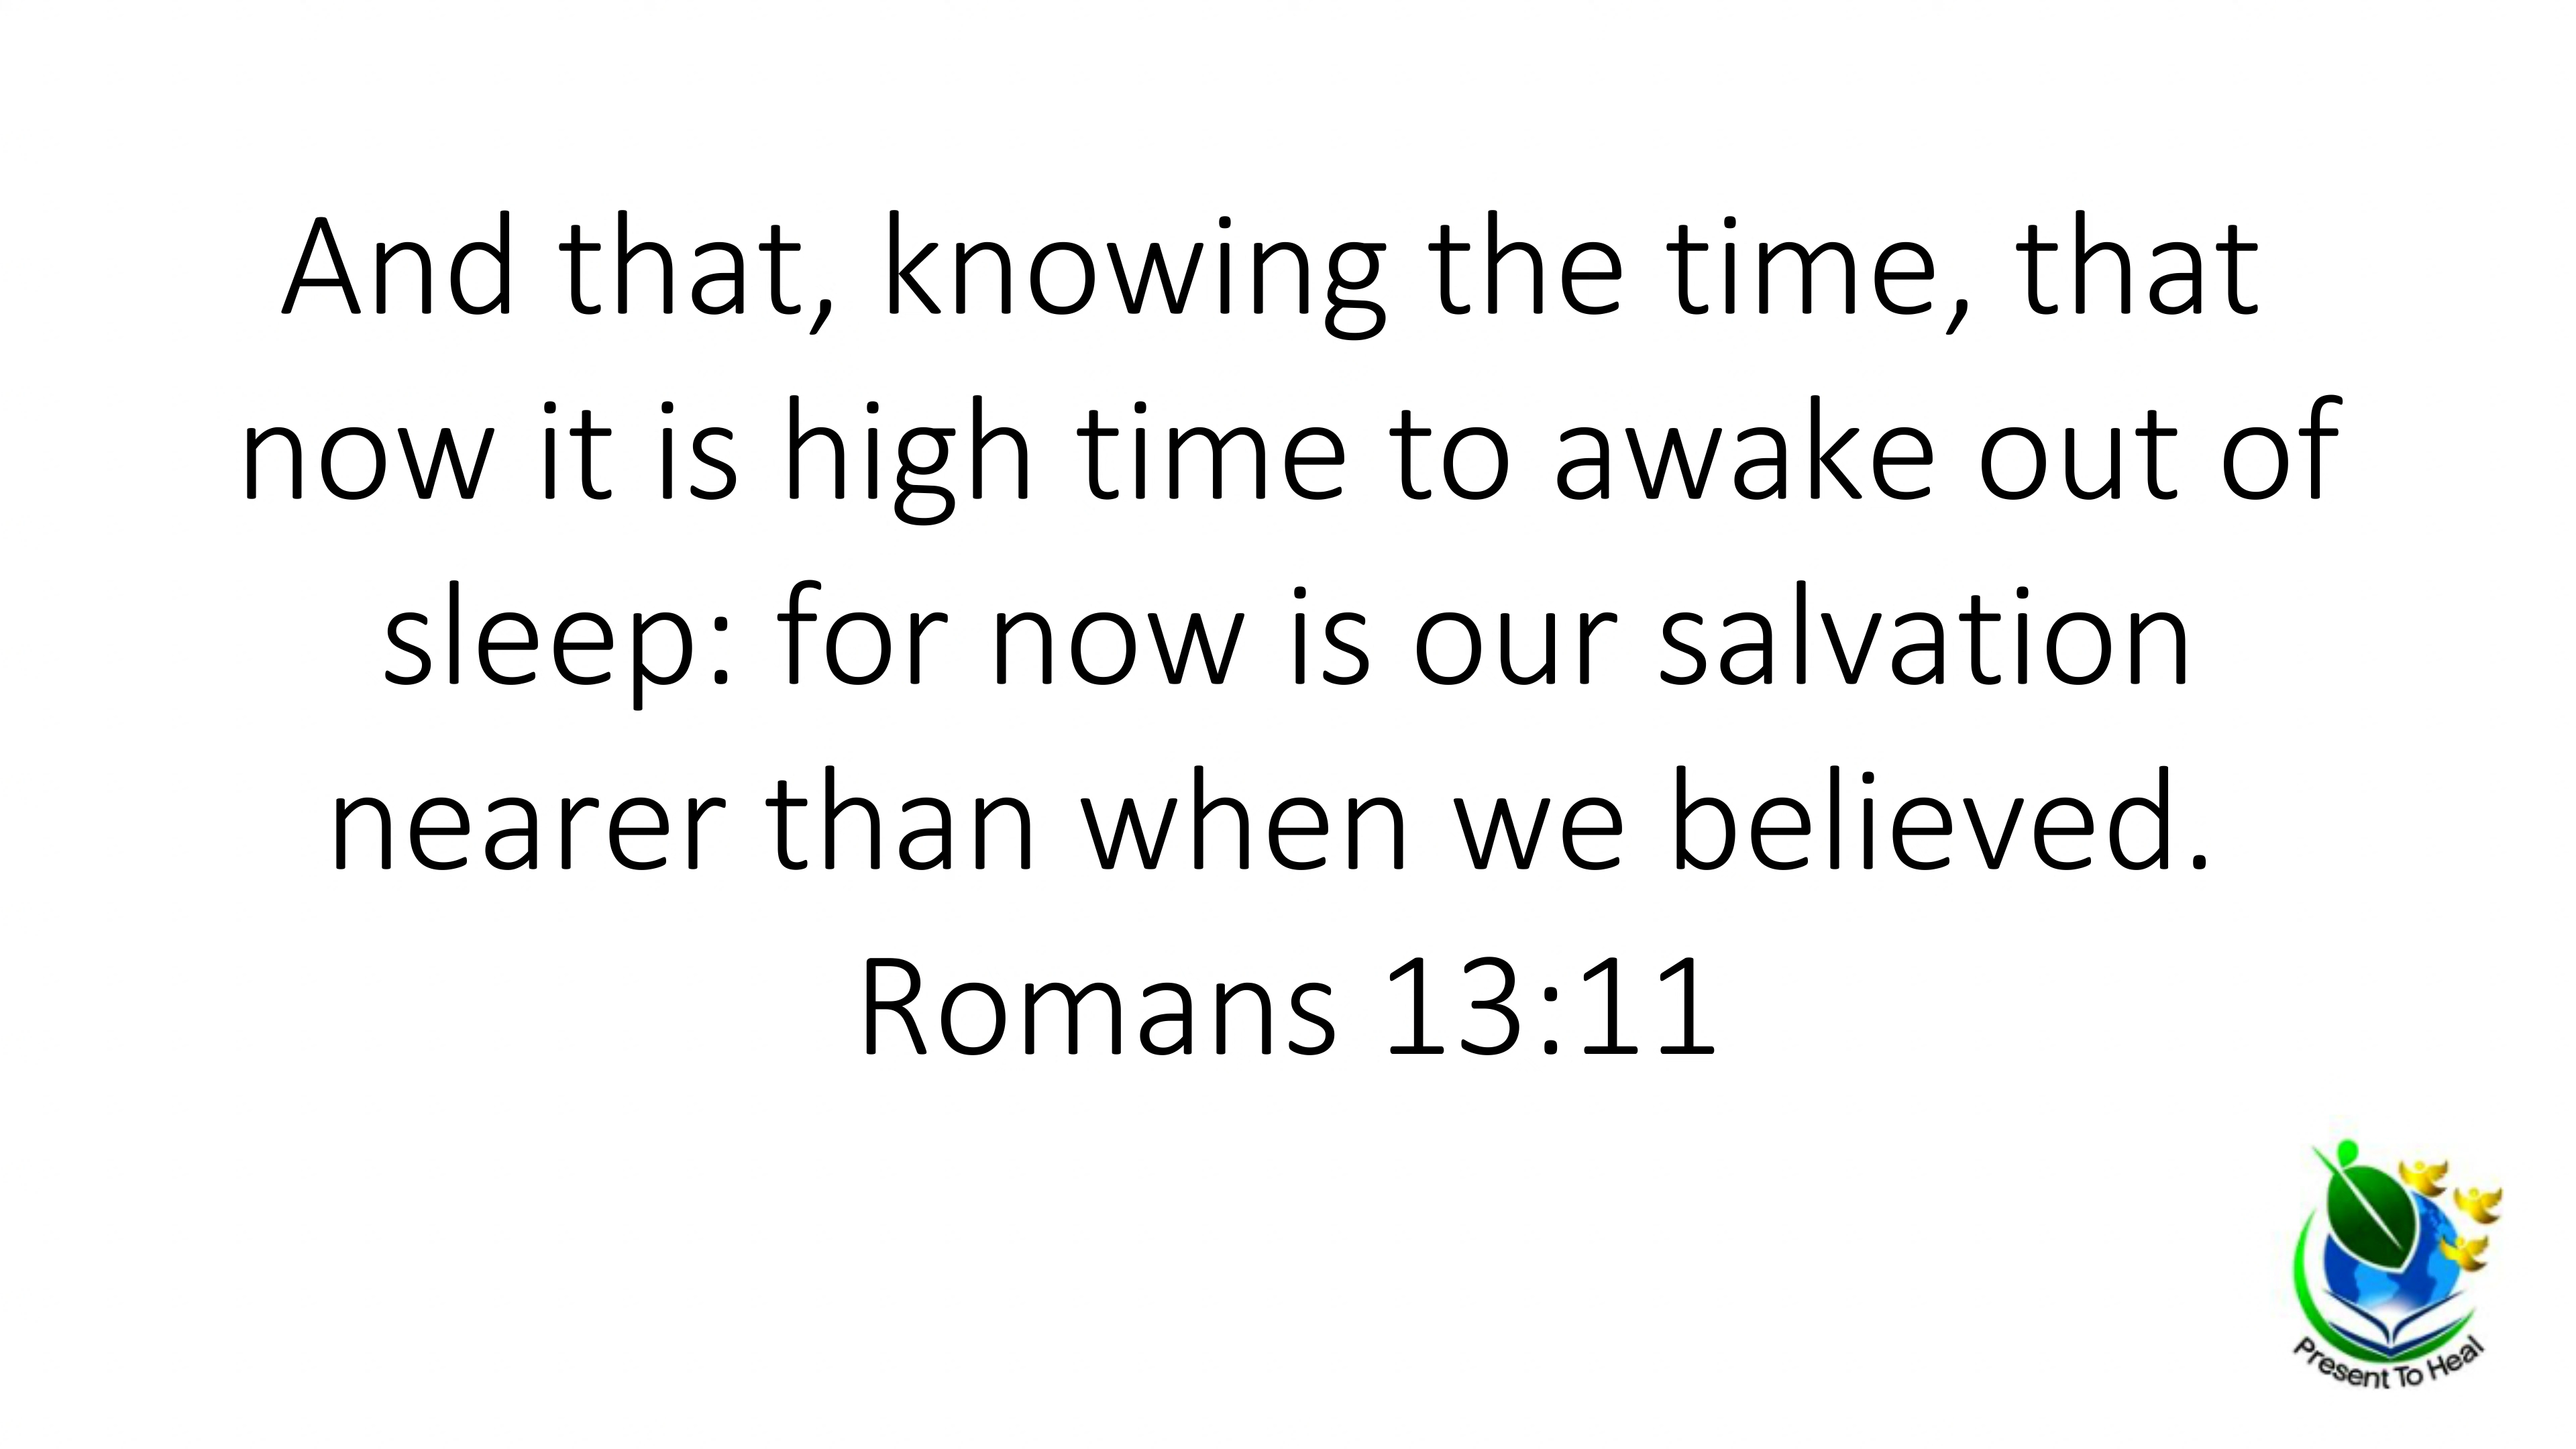 And that, knowing the time, that
now it is high time to awake out of
sleep: for now is our salvation
nearer than when we believed.
Romans 13:11
Present To Heal